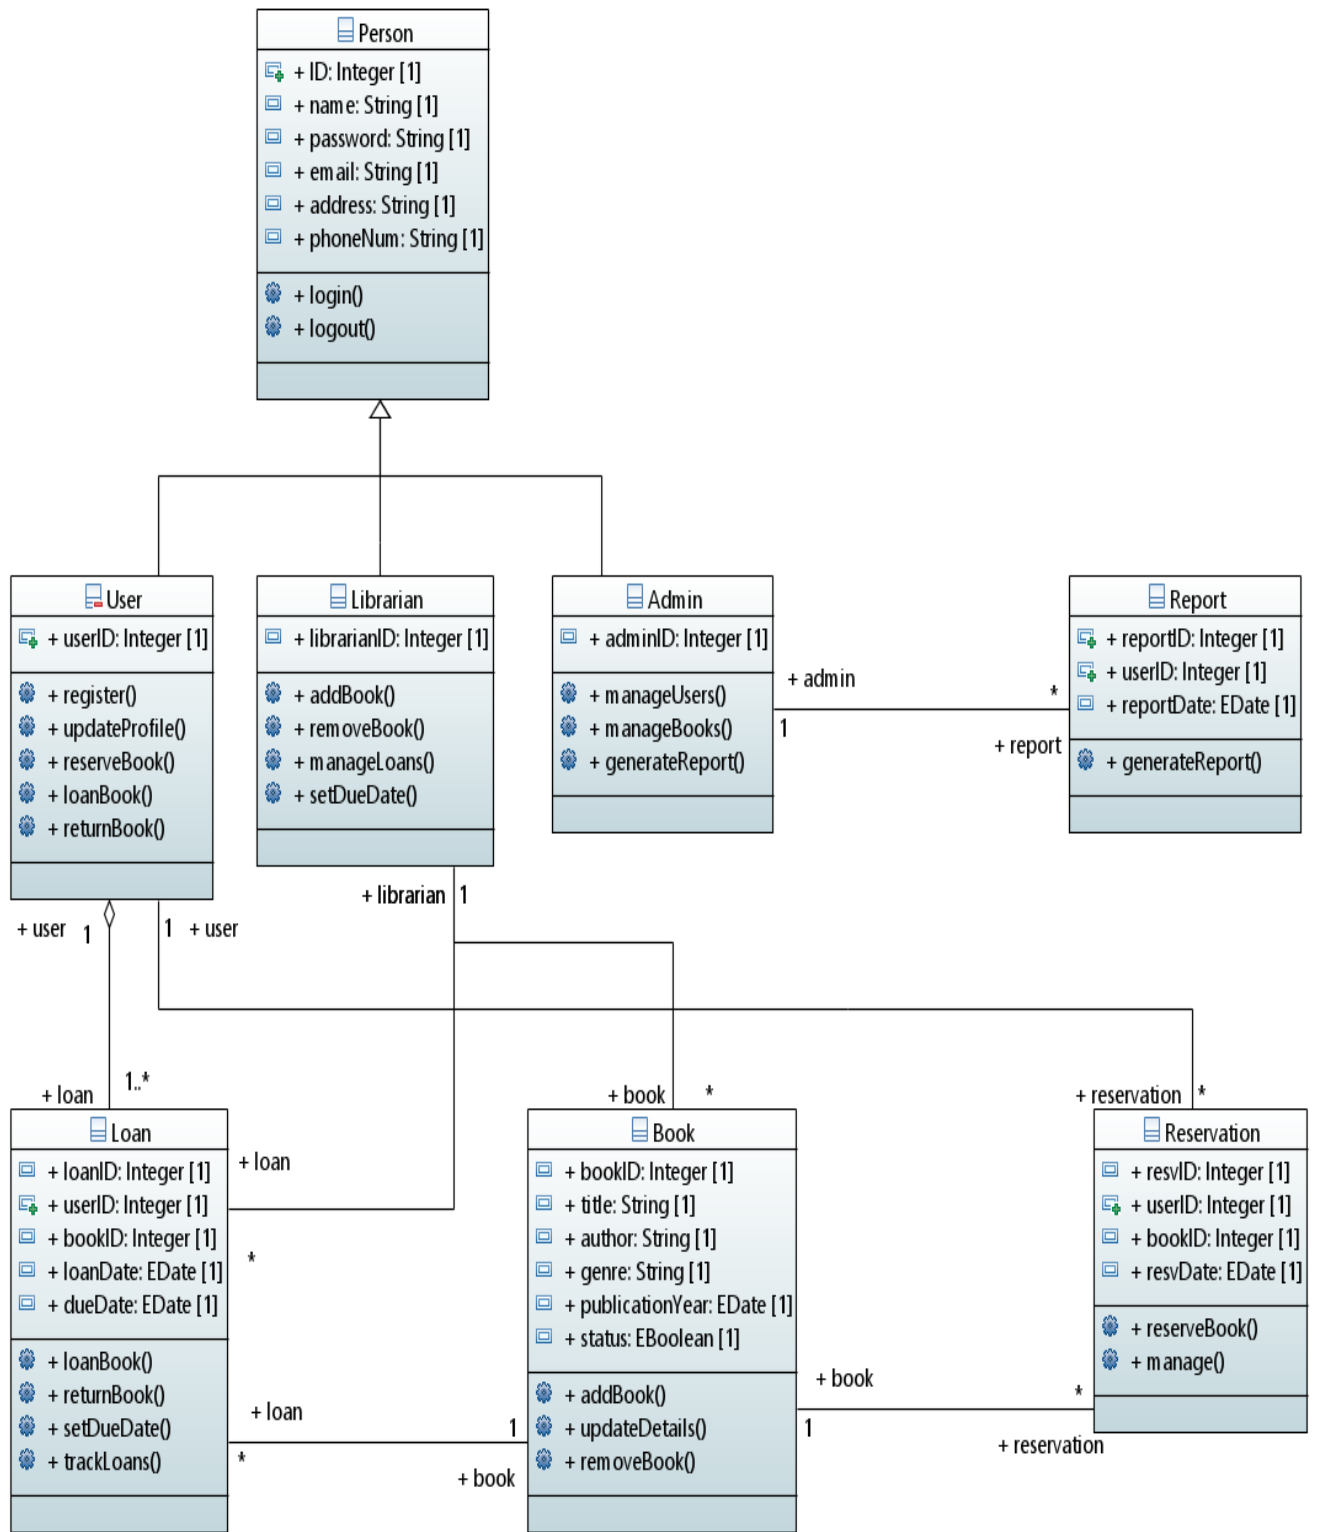 Person
+ ID: Integer [1]
+ name: String [1]
+ password: String [1]
+ email: String [1]
+ address: String [1]
+ phoneNum: String [1]
+ login()
+ logout()
User
+ userID: Integer [1]
+ register()
+ updateProfile()
+ reserveBook()
+ loanBook()
+ returnBook()
Librarian
+ librarianID: Integer [1]
+ addBook()
+ removeBook()
+ manageLoans()
+ setDueDate()
Admin
+ adminID: Integer [1]
+ manageUsers()
+ manageBooks()
+ generateReport()
+ admin
1
*
+ report
Report
+ reportID: Integer [1]
+ userID: Integer [1]
+ reportDate: EDate [1]
+ generateReport()
+ user 1
1 + user
+ librarian 1
+ loan 1..*
+ book *
+ reservation *
Loan
+ loanID: Integer [1]
+ userID: Integer [1]
+ bookID: Integer [1]
+ loanDate: EDate [1]
+ dueDate: EDate [1]
+ loanBook()
+ returnBook()
+ setDueDate()
+ trackLoans()
+ loan
*
+ loan
*
1
+ book
Book
+ bookID: Integer [1]
+ title: String [1]
+ author: String [1]
+ genre: String [1]
+ publicationYear: EDate [1]
+ status: EBoolean [1]
+ addBook()
+ updateDetails()
+ removeBook()
+ book
1
*
+ reservation
Reservation
+ resvID: Integer [1]
+ userID: Integer [1]
+ bookID: Integer [1]
+ resvDate: EDate [1]
+ reserveBook()
+ manage()